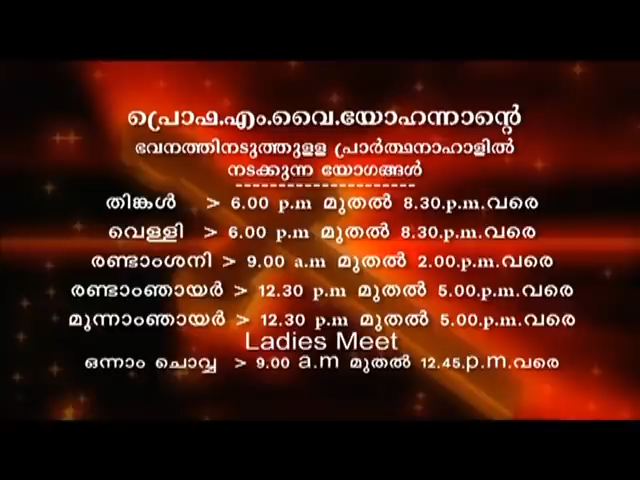 പ്രൊഫ.എം.വൈ.യോഹന്നാന്റെ
ഭവനത്തിനടുത്തുള്ള പ്രാർത്ഥനാഹാളിൽ
നടക്കുന്ന യോഗങ്ങൾ
--------------------
തിങ്കൾ > 6.00 p.m മുതൽ 8.30.p.m.വരെ
വെള്ളി > 6.00 p.m മുതൽ 8.30.p.m.വരെ
രണ്ടാംശനി > 9.00 a.m മുതൽ 2.00.p.m.വരെ
രണ്ടാംഞായർ > 12.30 p.m മുതൽ 5.00.p.m.വരെ
മൂന്നാംഞായർ > 12.30 p.m മുതൽ 5.00.p.m.വരെ
Ladies Meet
ഒന്നാം ചൊവ്വ > 9.00 a.m മുതൽ 12.45.p.m.വരെ